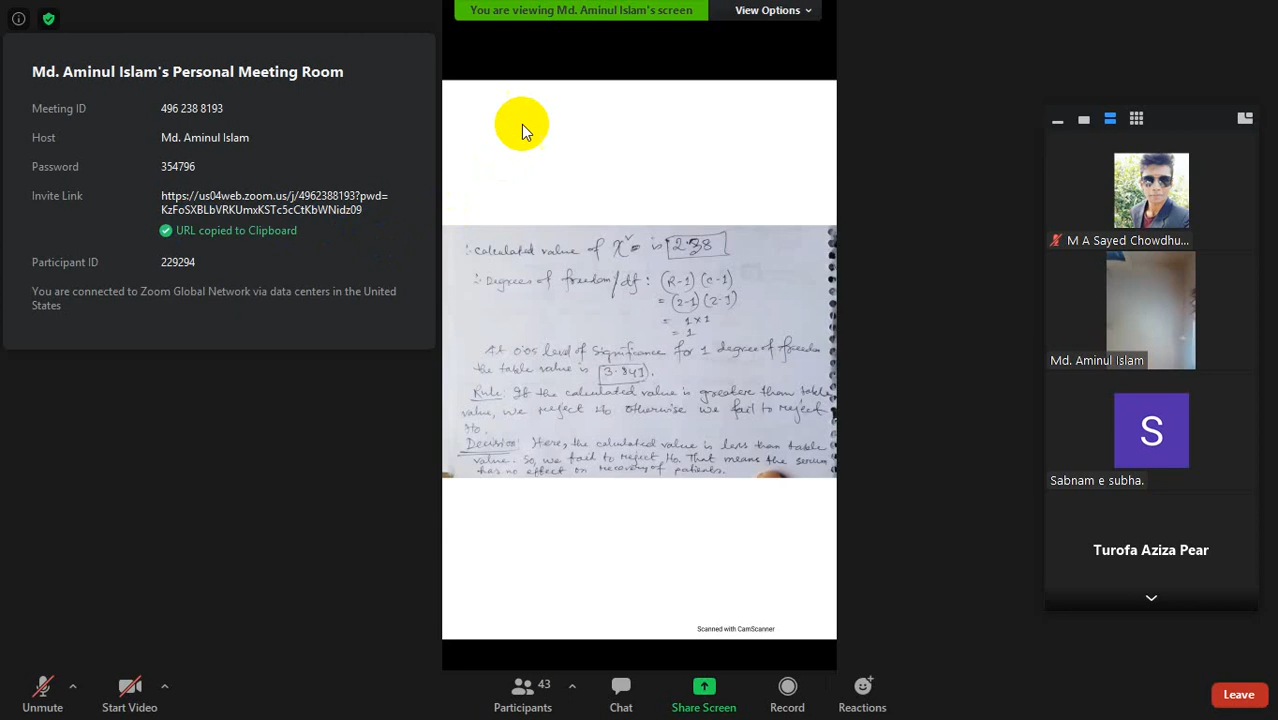 You are viewing Md. Aminul Islam's screen
View Options
Md. Aminul Islam's Personal Meeting Room
Meeting ID 496 238 8193
Host Md. Aminul Islam
Password 354796
Invite Link https://us04web.zoom.us/j/4962388193?pwd=
KzFoSXBLbVRKUmxKSTc5cCtKbWNidz09
URL copied to Clipboard
Participant ID 229294
You are connected to Zoom Global Network via data centers in the United
States
∴ Calculated value of χ² is 2.38
∴ Degrees of freedom/df : (R-1) (C-1)
= (2-1) (2-1)
= 1×1
= 1
At 0.05 level of significance for 1 degree of freedom
the table value is 3.841.
Rule: If the calculated value is greater than table
value, we reject Ho otherwise we fail to reject
Ho.
Decision: Here, the calculated value is less than table
value. So, we fail to reject Ho. That means the serum
has no effect on recovery of patients.
Scanned with CamScanner
M A Sayed Chowdhu...
Md. Aminul Islam
S
Sabnam e subha.
Turofa Aziza Pear
Unmute
Start Video
43
Participants
Chat
Share Screen
Record
Reactions
Leave